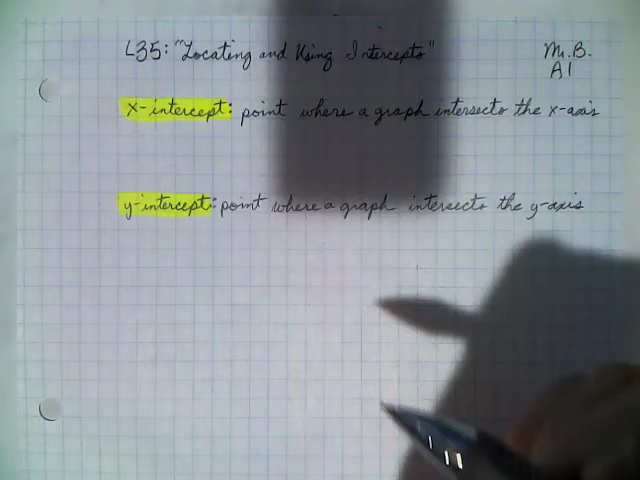 L35: "Locating and Using Intercepts"
Mr. B.
A1
x-intercept: point where a graph intersects the x-axis
y-intercept: point where a graph intersects the y-axis